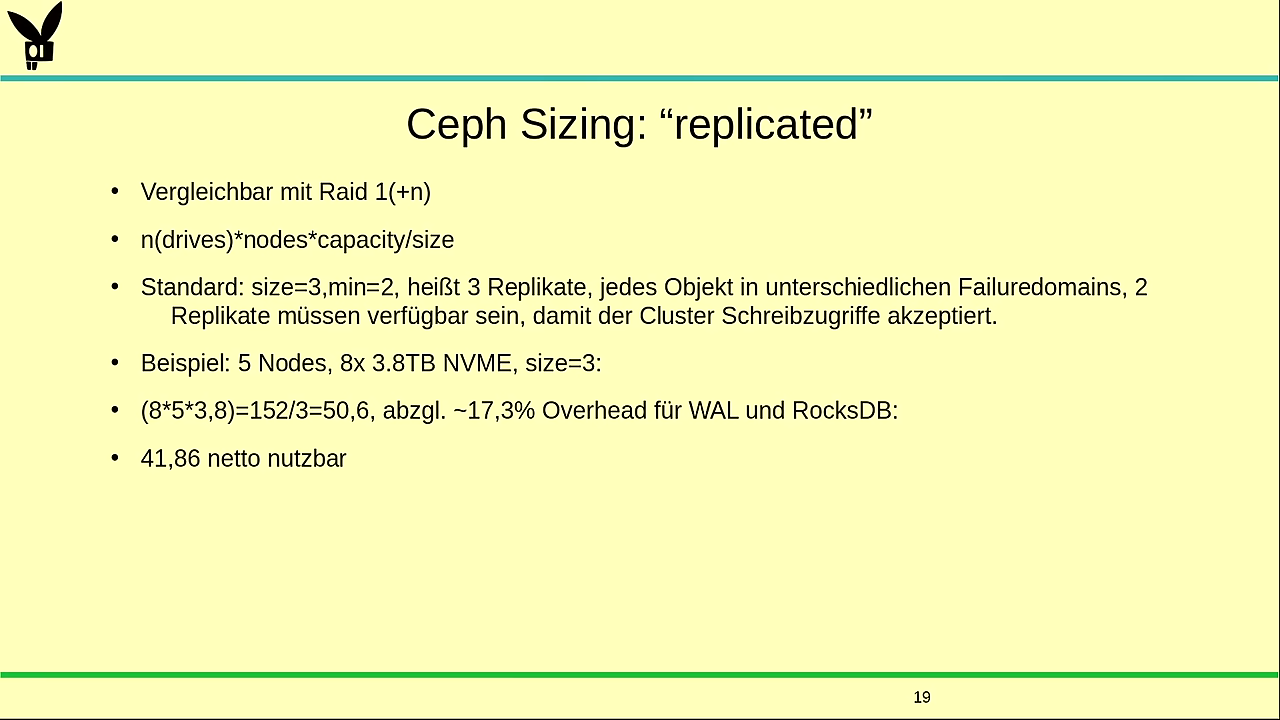 Ceph Sizing: “replicated”
• Vergleichbar mit Raid 1(+n)
• n(drives)*nodes*capacity/size
• Standard: size=3,min=2, heißt 3 Replikate, jedes Objekt in unterschiedlichen Failuredomains, 2
Replikate müssen verfügbar sein, damit der Cluster Schreibzugriffe akzeptiert.
• Beispiel: 5 Nodes, 8x 3.8TB NVME, size=3:
• (8*5*3,8)=152/3=50,6, abzgl. ~17,3% Overhead für WAL und RocksDB:
• 41,86 netto nutzbar
19